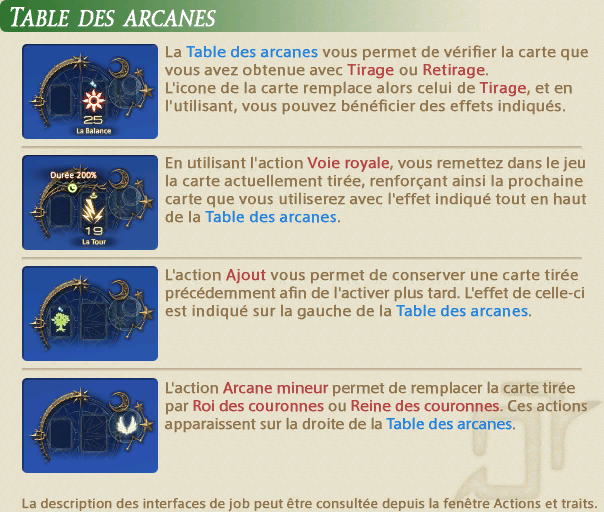 TABLE DES ARCANES
La Table des arcanes vous permet de vérifier la carte que
vous avez obtenue avec Tirage ou Retirage.
L'icone de la carte remplace alors celui de Tirage, et en
l'utilisant, vous pouvez bénéficier des effets indiqués.
25
La Balance
En utilisant l'action Voie royale, vous remettez dans le jeu
la carte actuellement tirée, renforçant ainsi la prochaine
carte que vous utiliserez avec l'effet indiqué tout en haut
de la Table des arcanes.
Durée 200%
19
La Tour
L'action Ajout vous permet de conserver une carte tirée
précédemment afin de l'activer plus tard. L'effet de celle-ci
est indiqué sur la gauche de la Table des arcanes.
L'action Arcane mineur permet de remplacer la carte tirée
par Roi des couronnes ou Reine des couronnes. Ces actions
apparaissent sur la droite de la Table des arcanes.
La description des interfaces de job peut être consultée depuis la fenêtre Actions et traits.